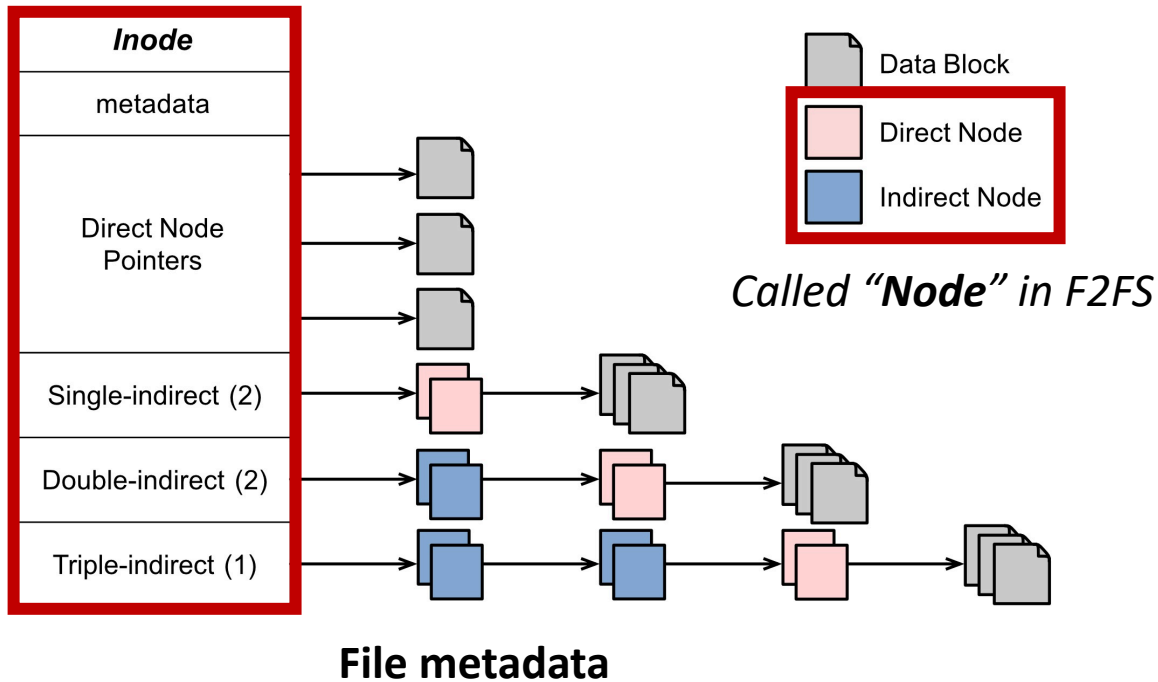 Inode
metadata
Direct Node
Pointers
Single-indirect (2)
Double-indirect (2)
Triple-indirect (1)
Data Block
Direct Node
Indirect Node
Called “Node” in F2FS
File metadata